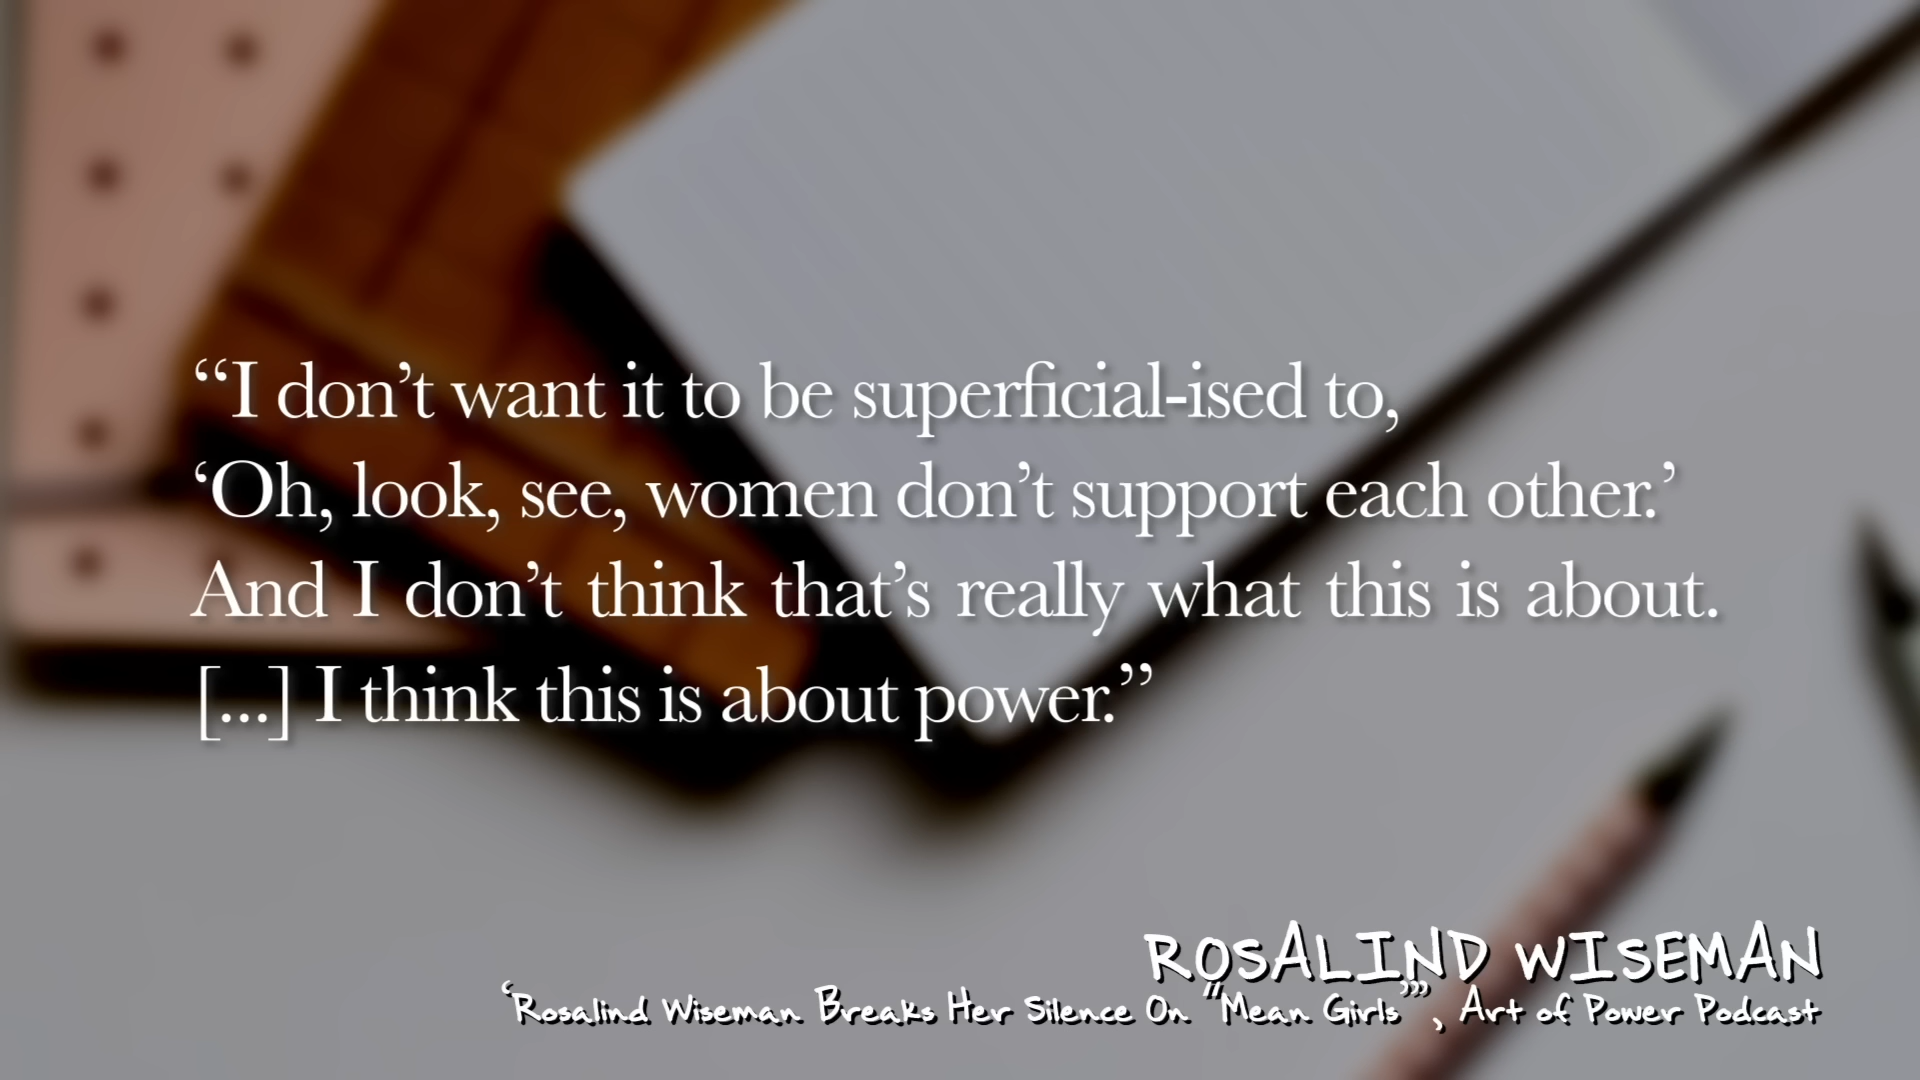 “I don’t want it to be superficial-ised to,
‘Oh, look, see, women don’t support each other.’
And I don’t think that’s really what this is about.
[...] I think this is about power.”
ROSALIND WISEMAN
‘Rosalind Wiseman Breaks Her Silence On “Mean Girls”’, Art of Power Podcast